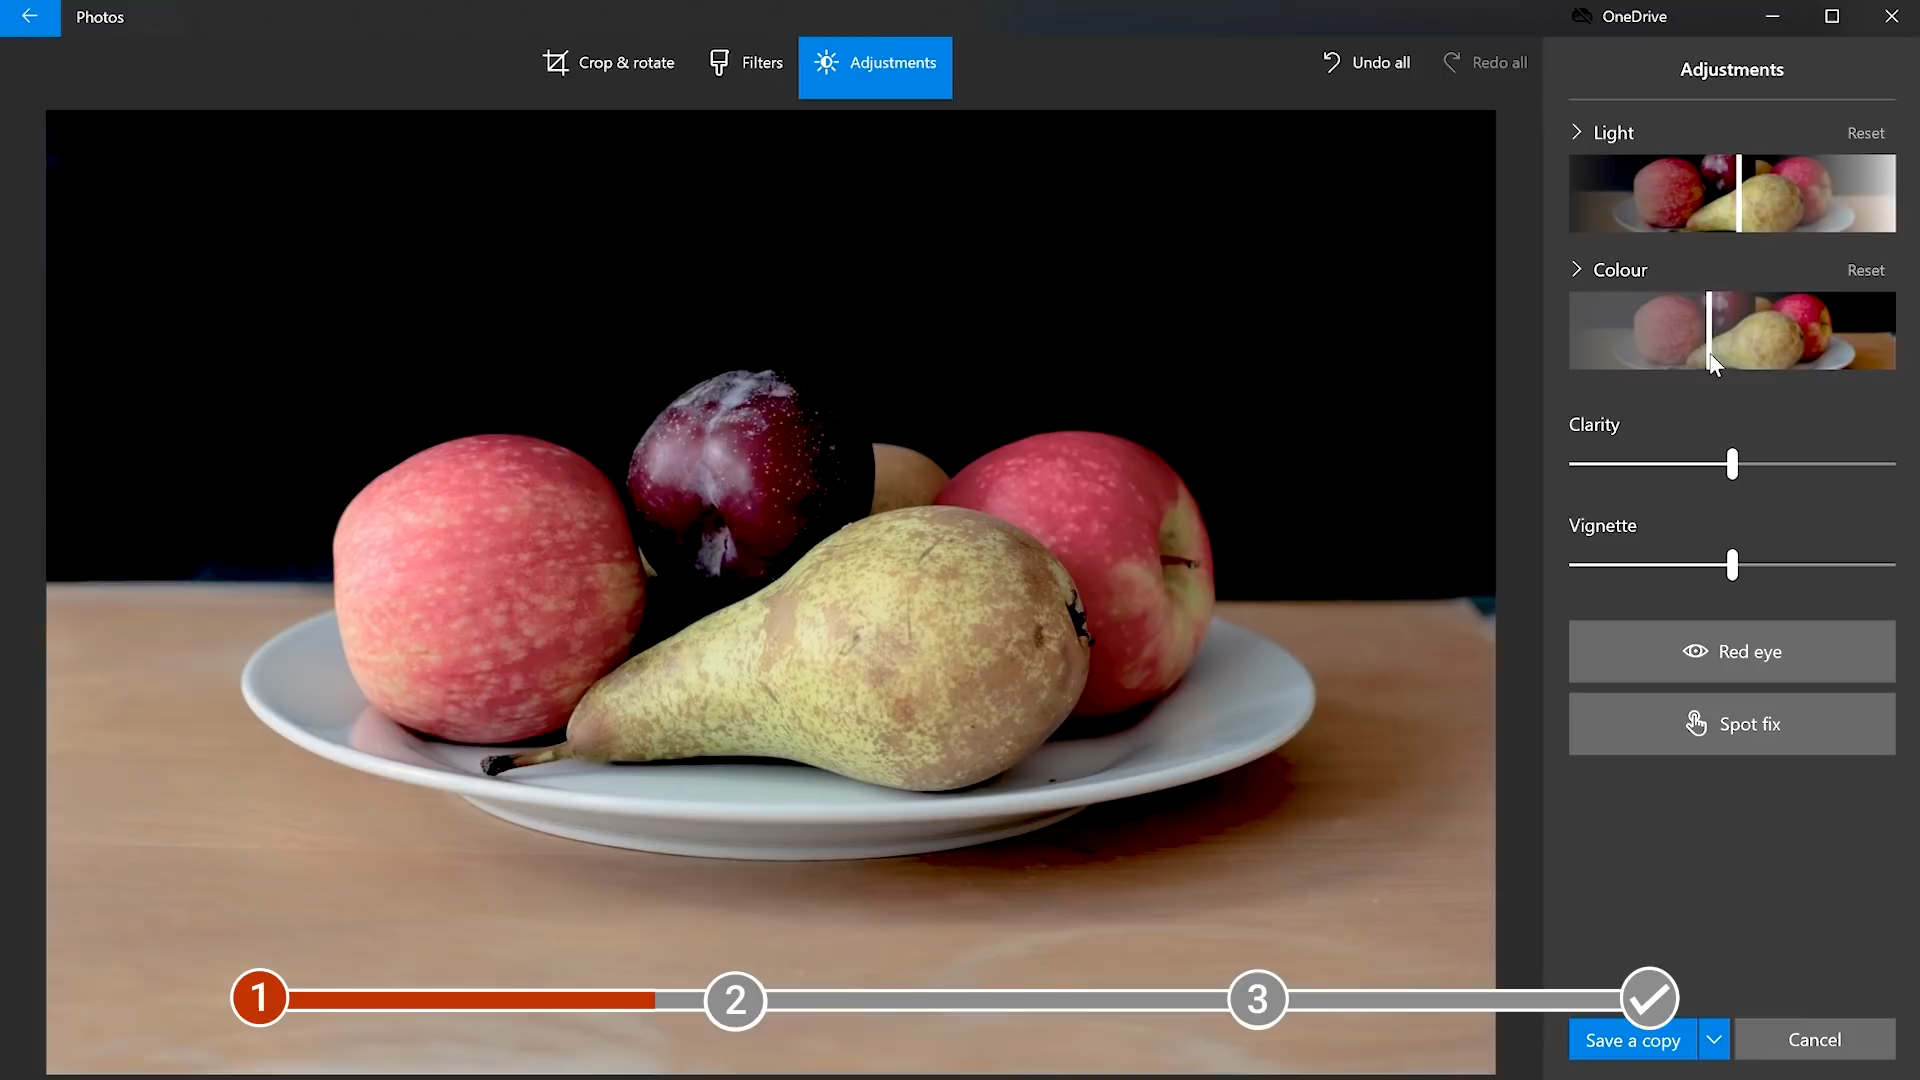 Photos
OneDrive
Crop & rotate
Filters
Adjustments
Undo all
Redo all
Adjustments
Light
Reset
Colour
Reset
Clarity
Vignette
Red eye
Spot fix
1
2
3
Save a copy
Cancel